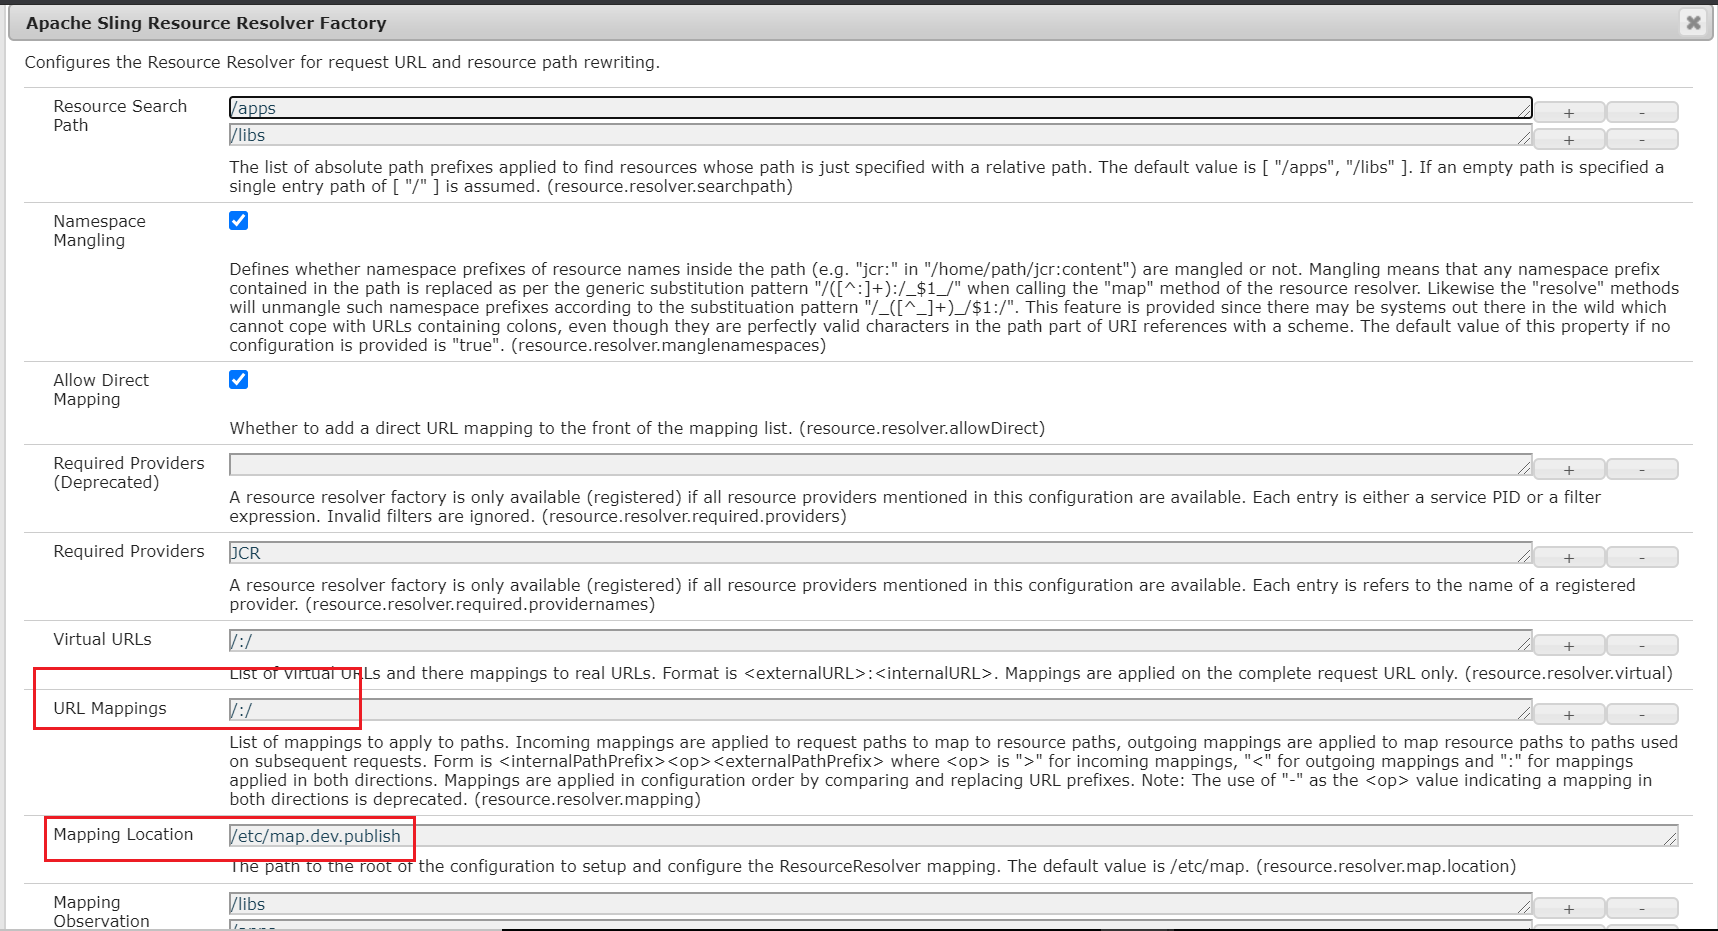 Apache Sling Resource Resolver Factory
Configures the Resource Resolver for request URL and resource path rewriting.
Resource Search
Path
/apps
+
-
/libs
+
-
The list of absolute path prefixes applied to find resources whose path is just specified with a relative path. The default value is [ "/apps", "/libs" ]. If an empty path is specified a
single entry path of [ "/" ] is assumed. (resource.resolver.searchpath)
Namespace
Mangling
Defines whether namespace prefixes of resource names inside the path (e.g. "jcr:" in "/home/path/jcr:content") are mangled or not. Mangling means that any namespace prefix
contained in the path is replaced as per the generic substitution pattern "/([^:]+):/_$1_/" when calling the "map" method of the resource resolver. Likewise the "resolve" methods
will unmangle such namespace prefixes according to the substituation pattern "/_([^_]+)_/$1:/". This feature is provided since there may be systems out there in the wild which
cannot cope with URLs containing colons, even though they are perfectly valid characters in the path part of URI references with a scheme. The default value of this property if no
configuration is provided is "true". (resource.resolver.manglenamespaces)
Allow Direct
Mapping
Whether to add a direct URL mapping to the front of the mapping list. (resource.resolver.allowDirect)
Required Providers
(Deprecated)
+
-
A resource resolver factory is only available (registered) if all resource providers mentioned in this configuration are available. Each entry is either a service PID or a filter
expression. Invalid filters are ignored. (resource.resolver.required.providers)
Required Providers
JCR
+
-
A resource resolver factory is only available (registered) if all resource providers mentioned in this configuration are available. Each entry is refers to the name of a registered
provider. (resource.resolver.required.providernames)
Virtual URLs
/:/
+
-
List of virtual URLs and there mappings to real URLs. Format is <externalURL>:<internalURL>. Mappings are applied on the complete request URL only. (resource.resolver.virtual)
URL Mappings
/:/
+
-
List of mappings to apply to paths. Incoming mappings are applied to request paths to map to resource paths, outgoing mappings are applied to map resource paths to paths used
on subsequent requests. Form is <internalPathPrefix><op><externalPathPrefix> where <op> is ">" for incoming mappings, "<" for outgoing mappings and ":" for mappings
applied in both directions. Mappings are applied in configuration order by comparing and replacing URL prefixes. Note: The use of "-" as the <op> value indicating a mapping in
both directions is deprecated. (resource.resolver.mapping)
Mapping Location
/etc/map.dev.publish
The path to the root of the configuration to setup and configure the ResourceResolver mapping. The default value is /etc/map. (resource.resolver.map.location)
Mapping
Observation
/libs
+
-
/apps